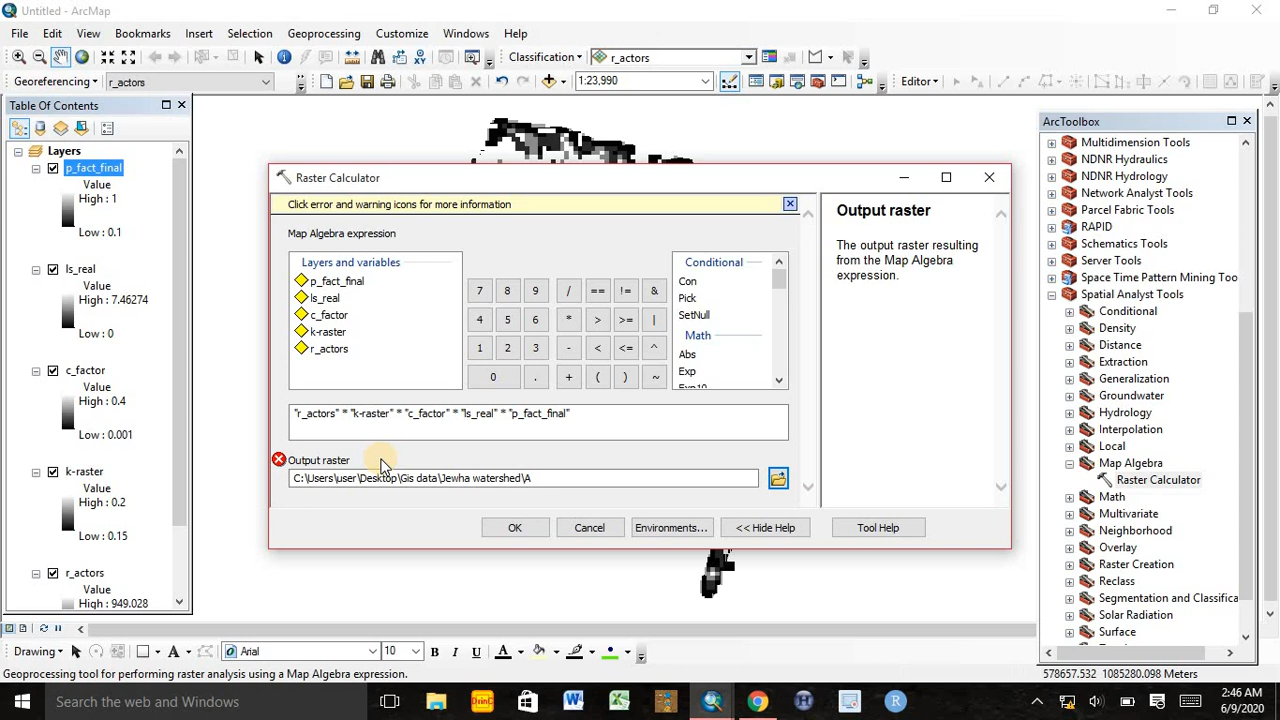 Untitled - ArcMap
File Edit View Bookmarks Insert Selection Geoprocessing Customize Windows Help
Classification r_actors
Georeferencing r_actors 1:23,990 Editor
Table Of Contents
Layers
p_fact_final
Value
High : 1
Low : 0.1
ls_real
Value
High : 7.46274
Low : 0
c_factor
Value
High : 0.4
Low : 0.001
k-raster
Value
High : 0.2
Low : 0.15
r_actors
Value
High : 949.028
Raster Calculator
Click error and warning icons for more information
Map Algebra expression
Layers and variables
p_fact_final
ls_real
c_factor
k-raster
r_actors
7 8 9 / == != &
4 5 6 * > >= |
1 2 3 - < <= ^
0 . + ( ) ~
Conditional
Con
Pick
SetNull
Math
Abs
Exp
Exp10
"r_actors" * "k-raster" * "c_factor" * "ls_real" * "p_fact_final"
Output raster
C:\Users\user\Desktop\Gis data\Jewha watershed\A
OK Cancel Environments... << Hide Help Tool Help
Output raster
The output raster resulting
from the Map Algebra
expression.
ArcToolbox
Multidimension Tools
NDNR Hydraulics
NDNR Hydrology
Network Analyst Tools
Parcel Fabric Tools
RAPID
Schematics Tools
Server Tools
Space Time Pattern Mining Too
Spatial Analyst Tools
Conditional
Density
Distance
Extraction
Generalization
Groundwater
Hydrology
Interpolation
Local
Map Algebra
Raster Calculator
Math
Multivariate
Neighborhood
Overlay
Raster Creation
Reclass
Segmentation and Classifica
Solar Radiation
Surface
Drawing Arial 10 B I U A
Geoprocessing tool for performing raster analysis using a Map Algebra expression.
578657.532 1085280.098 Meters
Search the web and Windows
2:46 AM
6/9/2020